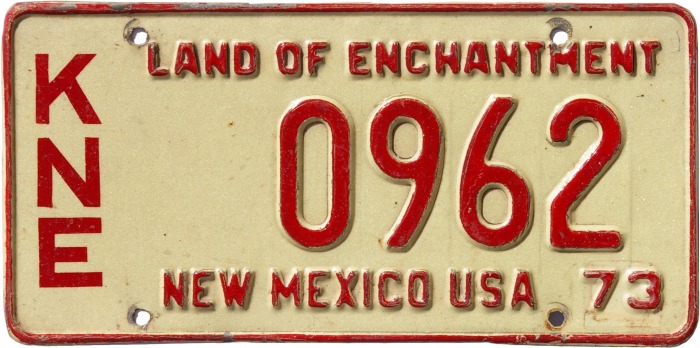 KNE
LAND OF ENCHANTMENT
0962
NEW MEXICO USA 73